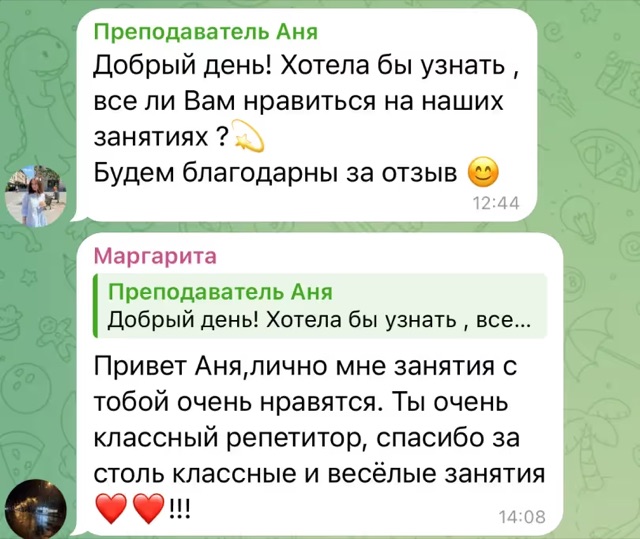 Преподаватель Аня
Добрый день! Хотела бы узнать ,
все ли Вам нравиться на наших
занятиях ?💫
Будем благодарны за отзыв 😊
12:44
Маргарита
Преподаватель Аня
Добрый день! Хотела бы узнать , все...
Привет Аня,лично мне занятия с
тобой очень нравятся. Ты очень
классный репетитор, спасибо за
столь классные и весёлые занятия
❤️❤️!!!
14:08